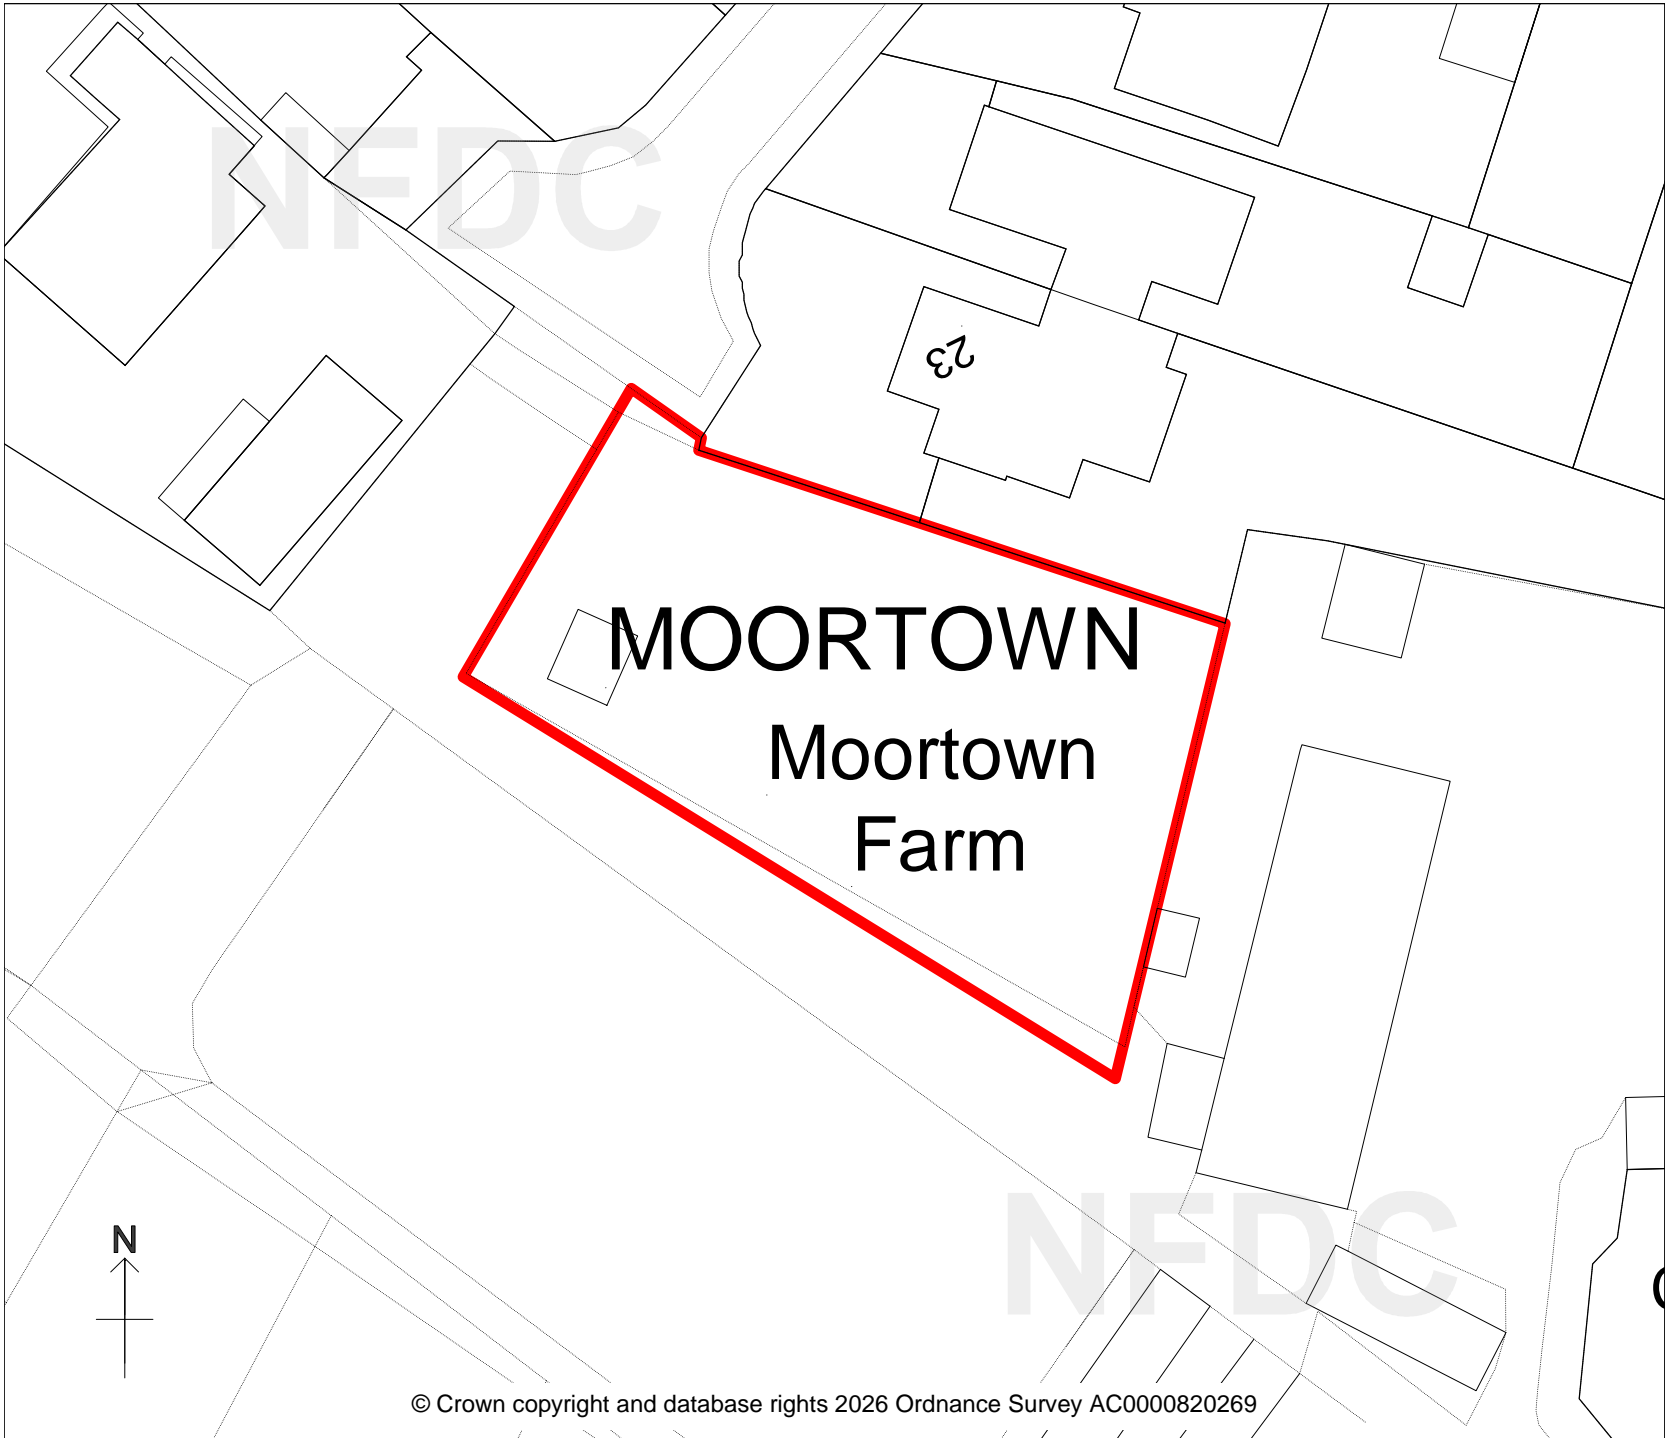 NFDC
23
MOORTOWN
Moortown
Farm
NFDC
N
© Crown copyright and database rights 2026 Ordnance Survey AC0000820269